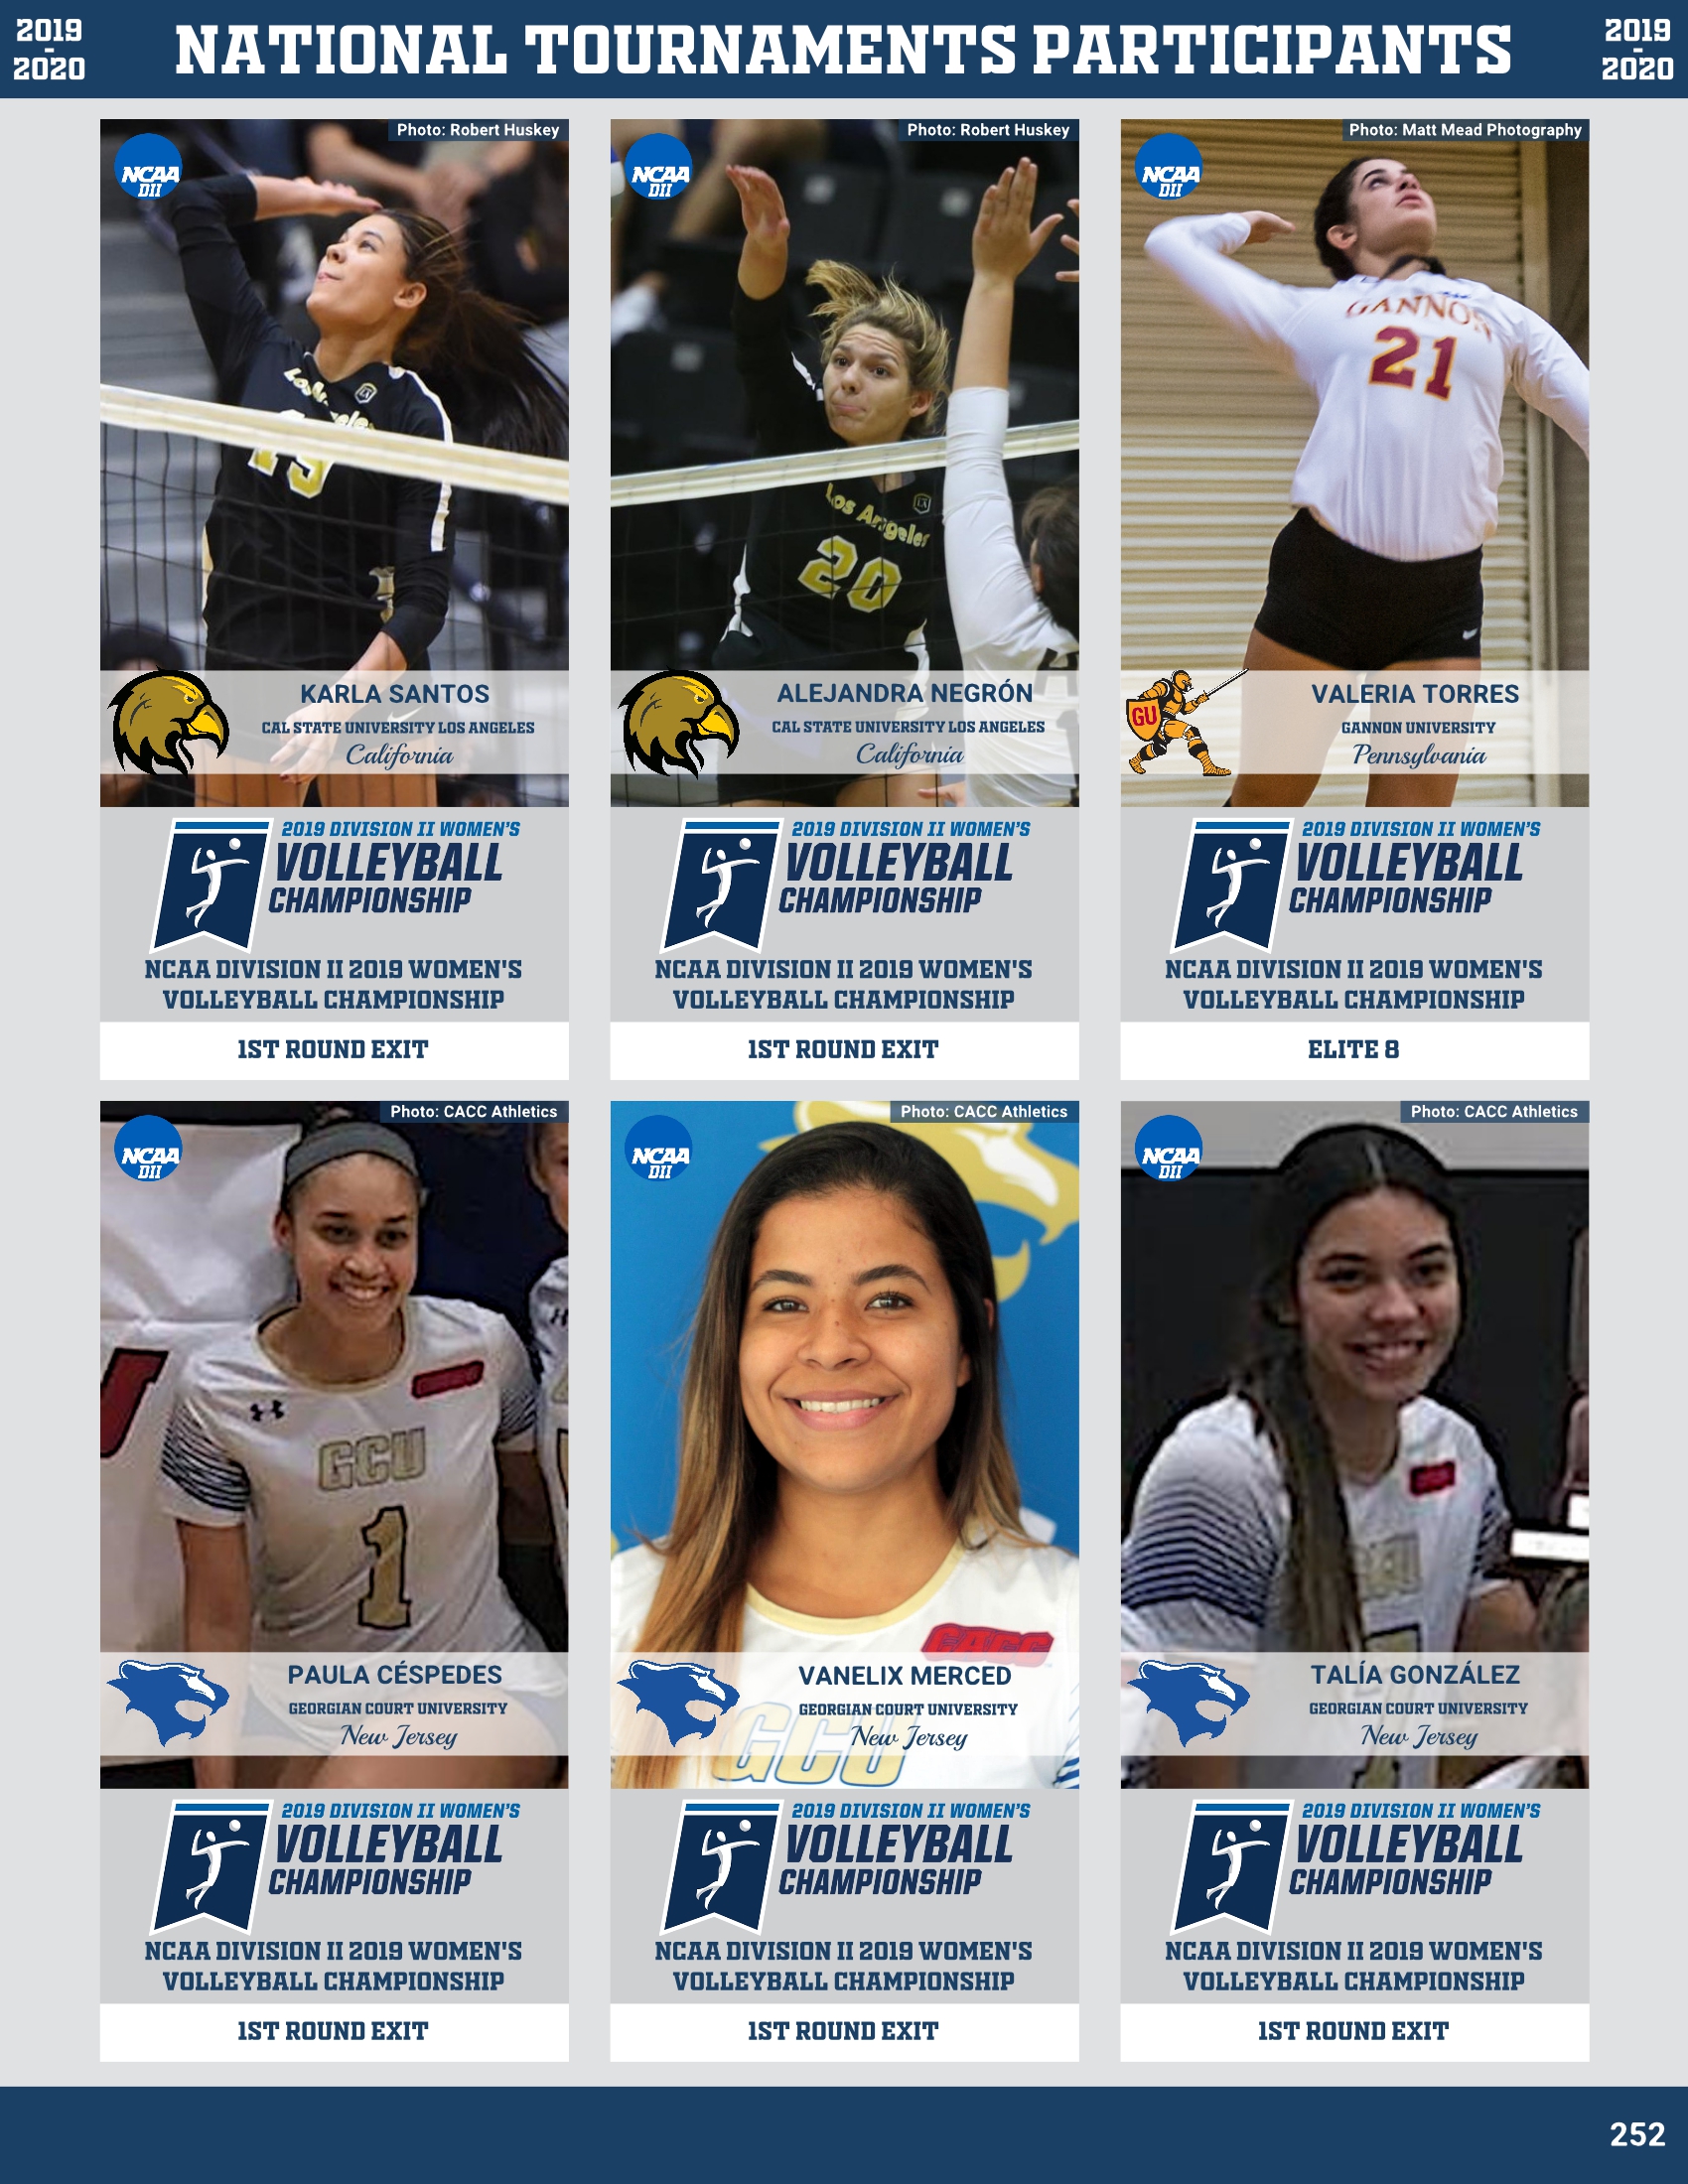 2019
-
2020
NATIONAL TOURNAMENTS PARTICIPANTS
2019
-
2020
Photo: Robert Huskey
NCAA
DII
Los Angeles
19
KARLA SANTOS
CAL STATE UNIVERSITY LOS ANGELES
California
2019 DIVISION II WOMEN'S
VOLLEYBALL
CHAMPIONSHIP
NCAA DIVISION II 2019 WOMEN'S
VOLLEYBALL CHAMPIONSHIP
1ST ROUND EXIT
Photo: Robert Huskey
NCAA
DII
Los Angeles
20
ALEJANDRA NEGRÓN
CAL STATE UNIVERSITY LOS ANGELES
California
2019 DIVISION II WOMEN'S
VOLLEYBALL
CHAMPIONSHIP
NCAA DIVISION II 2019 WOMEN'S
VOLLEYBALL CHAMPIONSHIP
1ST ROUND EXIT
Photo: Matt Mead Photography
NCAA
DII
GANNON
21
GU
VALERIA TORRES
GANNON UNIVERSITY
Pennsylvania
2019 DIVISION II WOMEN'S
VOLLEYBALL
CHAMPIONSHIP
NCAA DIVISION II 2019 WOMEN'S
VOLLEYBALL CHAMPIONSHIP
ELITE 8
Photo: CACC Athletics
NCAA
DII
GCU
1
PAULA CÉSPEDES
GEORGIAN COURT UNIVERSITY
New Jersey
2019 DIVISION II WOMEN'S
VOLLEYBALL
CHAMPIONSHIP
NCAA DIVISION II 2019 WOMEN'S
VOLLEYBALL CHAMPIONSHIP
1ST ROUND EXIT
Photo: CACC Athletics
NCAA
DII
CACC
VANELIX MERCED
GEORGIAN COURT UNIVERSITY
New Jersey
GCU
2019 DIVISION II WOMEN'S
VOLLEYBALL
CHAMPIONSHIP
NCAA DIVISION II 2019 WOMEN'S
VOLLEYBALL CHAMPIONSHIP
1ST ROUND EXIT
Photo: CACC Athletics
NCAA
DII
TALÍA GONZÁLEZ
GEORGIAN COURT UNIVERSITY
New Jersey
2019 DIVISION II WOMEN'S
VOLLEYBALL
CHAMPIONSHIP
NCAA DIVISION II 2019 WOMEN'S
VOLLEYBALL CHAMPIONSHIP
1ST ROUND EXIT
252